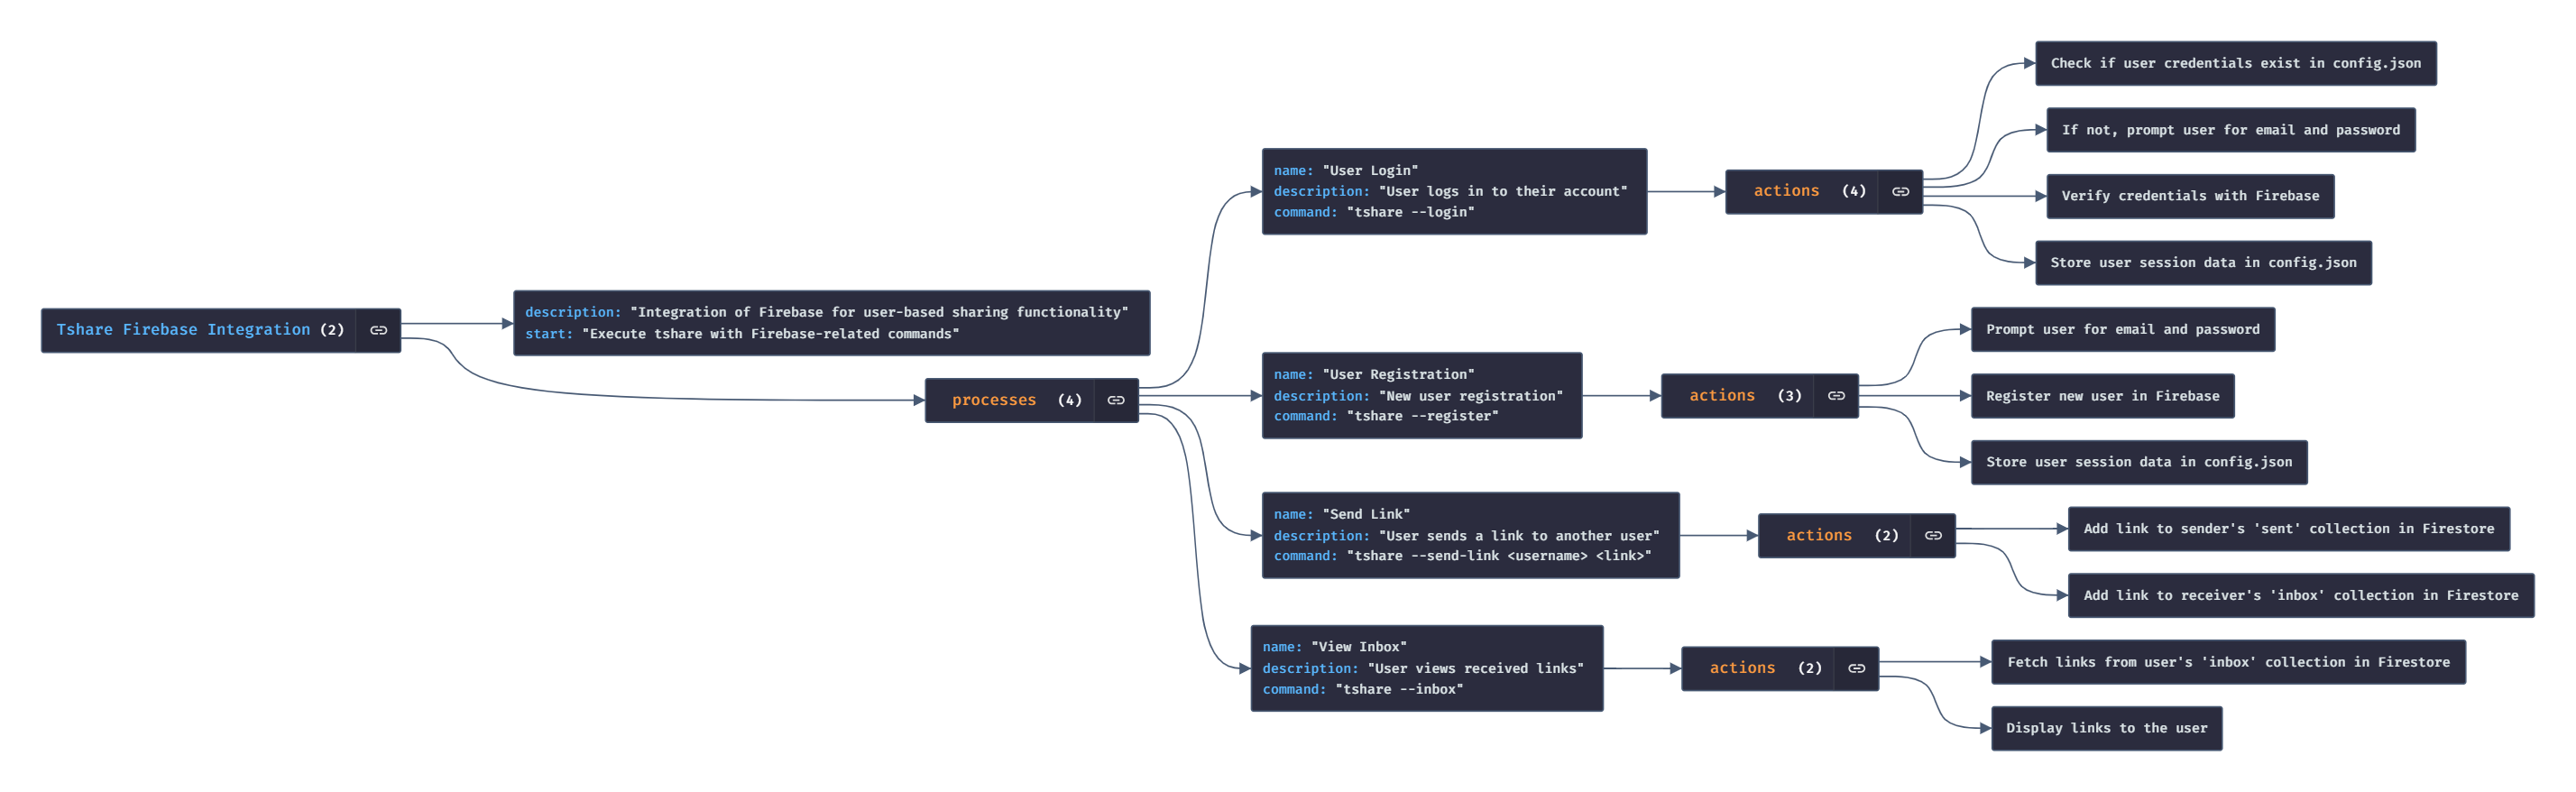 Tshare Firebase Integration (2)
description: "Integration of Firebase for user-based sharing functionality"
start: "Execute tshare with Firebase-related commands"
processes (4)
name: "User Login"
description: "User logs in to their account"
command: "tshare --login"
actions (4)
Check if user credentials exist in config.json
If not, prompt user for email and password
Verify credentials with Firebase
Store user session data in config.json
name: "User Registration"
description: "New user registration"
command: "tshare --register"
actions (3)
Prompt user for email and password
Register new user in Firebase
Store user session data in config.json
name: "Send Link"
description: "User sends a link to another user"
command: "tshare --send-link <username> <link>"
actions (2)
Add link to sender's 'sent' collection in Firestore
Add link to receiver's 'inbox' collection in Firestore
name: "View Inbox"
description: "User views received links"
command: "tshare --inbox"
actions (2)
Fetch links from user's 'inbox' collection in Firestore
Display links to the user